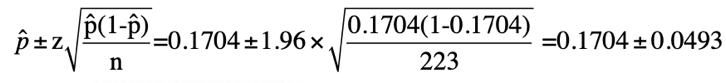 p̂ ± z√(p̂(1-p̂)/n) =0.1704±1.96×√(0.1704(1-0.1704)/223) =0.1704±0.0493